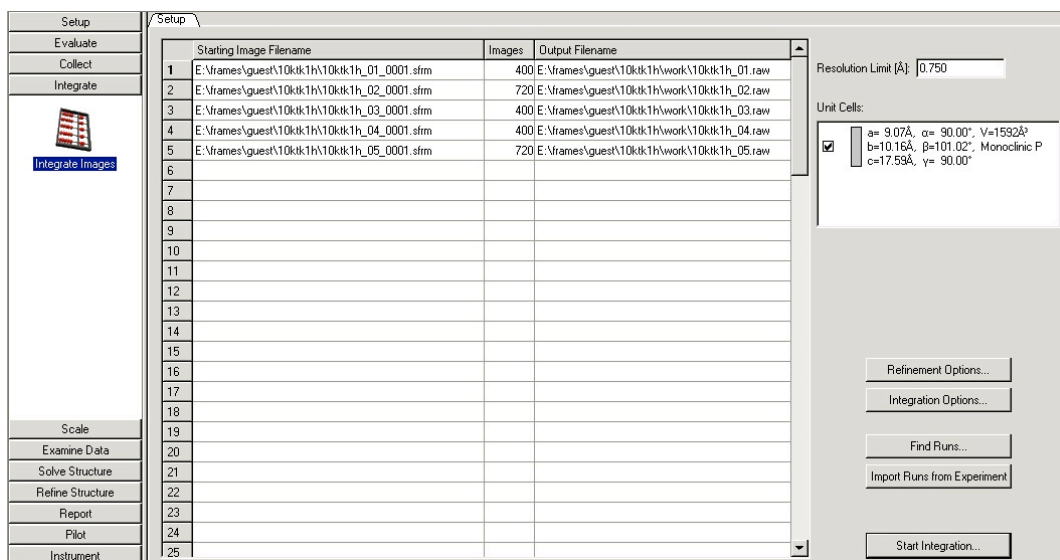 Setup
Evaluate
Collect
Integrate
Integrate Images
Scale
Examine Data
Solve Structure
Refine Structure
Report
Pilot
Instrument
Setup
Starting Image Filename Images Output Filename
1 E:\frames\guest\10ktk1h\10ktk1h_01_0001.sfrm 400 E:\frames\guest\10ktk1h\work\10ktk1h_01.raw
2 E:\frames\guest\10ktk1h\10ktk1h_02_0001.sfrm 720 E:\frames\guest\10ktk1h\work\10ktk1h_02.raw
3 E:\frames\guest\10ktk1h\10ktk1h_03_0001.sfrm 400 E:\frames\guest\10ktk1h\work\10ktk1h_03.raw
4 E:\frames\guest\10ktk1h\10ktk1h_04_0001.sfrm 400 E:\frames\guest\10ktk1h\work\10ktk1h_04.raw
5 E:\frames\guest\10ktk1h\10ktk1h_05_0001.sfrm 720 E:\frames\guest\10ktk1h\work\10ktk1h_05.raw
6
7
8
9
10
11
12
13
14
15
16
17
18
19
20
21
22
23
24
25
Resolution Limit [Å]: 0.750
Unit Cells:
a= 9.07Å, α= 90.00°, V=1592Å³
b=10.16Å, β=101.02°, Monoclinic P
c=17.59Å, γ= 90.00°
Refinement Options...
Integration Options...
Find Runs...
Import Runs from Experiment
Start Integration...